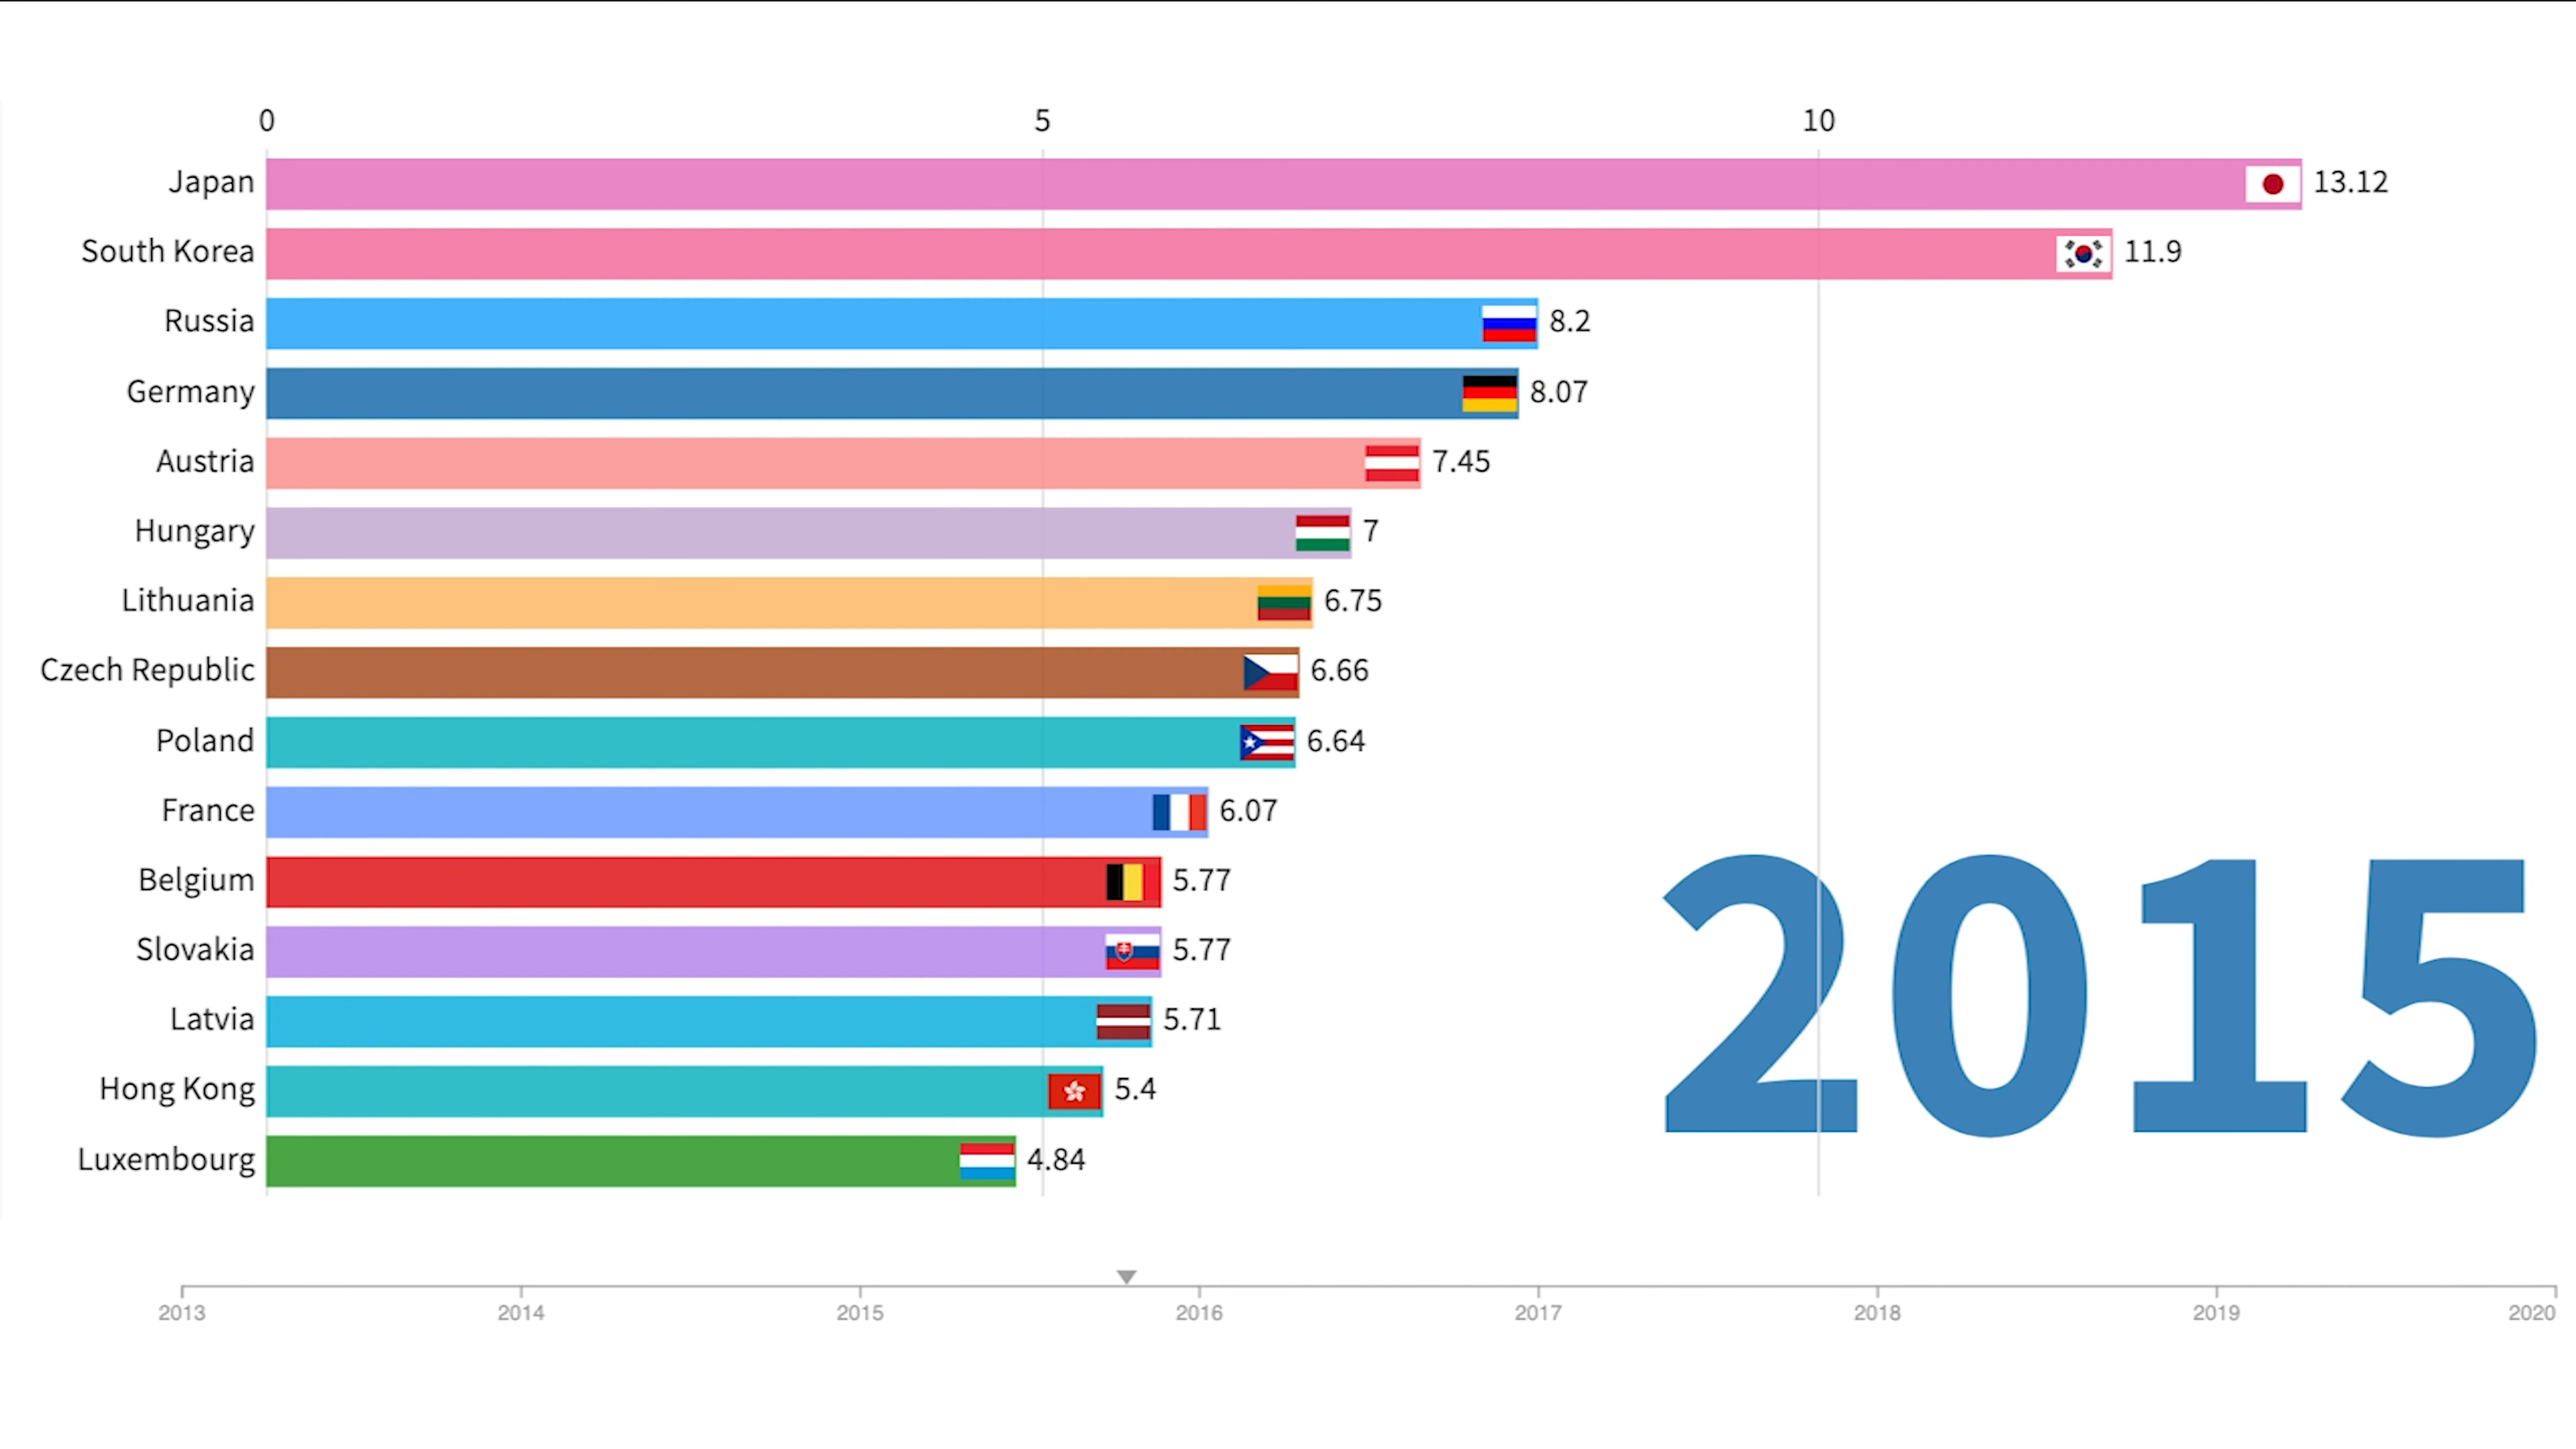 0 5 10
Japan 13.12
South Korea 11.9
Russia 8.2
Germany 8.07
Austria 7.45
Hungary 7
Lithuania 6.75
Czech Republic 6.66
Poland 6.64
France 6.07
Belgium 5.77
Slovakia 5.77
Latvia 5.71
Hong Kong 5.4
Luxembourg 4.84
2015
2013 2014 2015 2016 2017 2018 2019 2020